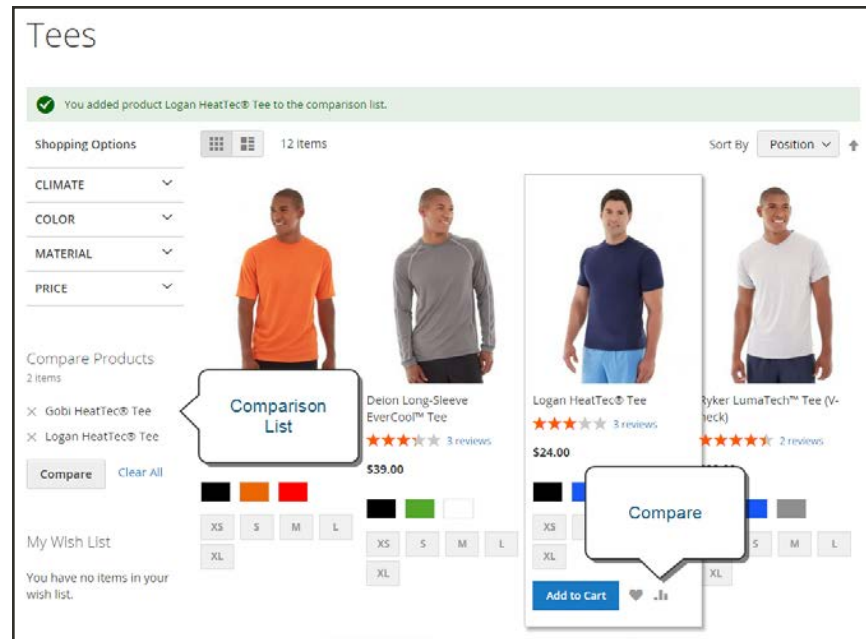 Tees
You added product Logan HeatTec® Tee to the comparison list.
Shopping Options
12 Items
Sort By Position
CLIMATE
COLOR
MATERIAL
PRICE
Compare Products
2 items
Gobi HeatTec® Tee
Logan HeatTec® Tee
Compare Clear All
My Wish List
You have no items in your
wish list.
Comparison
List
XS S M L
XL
Deion Long-Sleeve
EverCool™ Tee
3 reviews
$39.00
XS S M L
XL
Logan HeatTec® Tee
3 reviews
$24.00
XS
XL
Add to Cart
Compare
Ryker LumaTech™ Tee (V-
neck)
2 reviews
S M L
XL